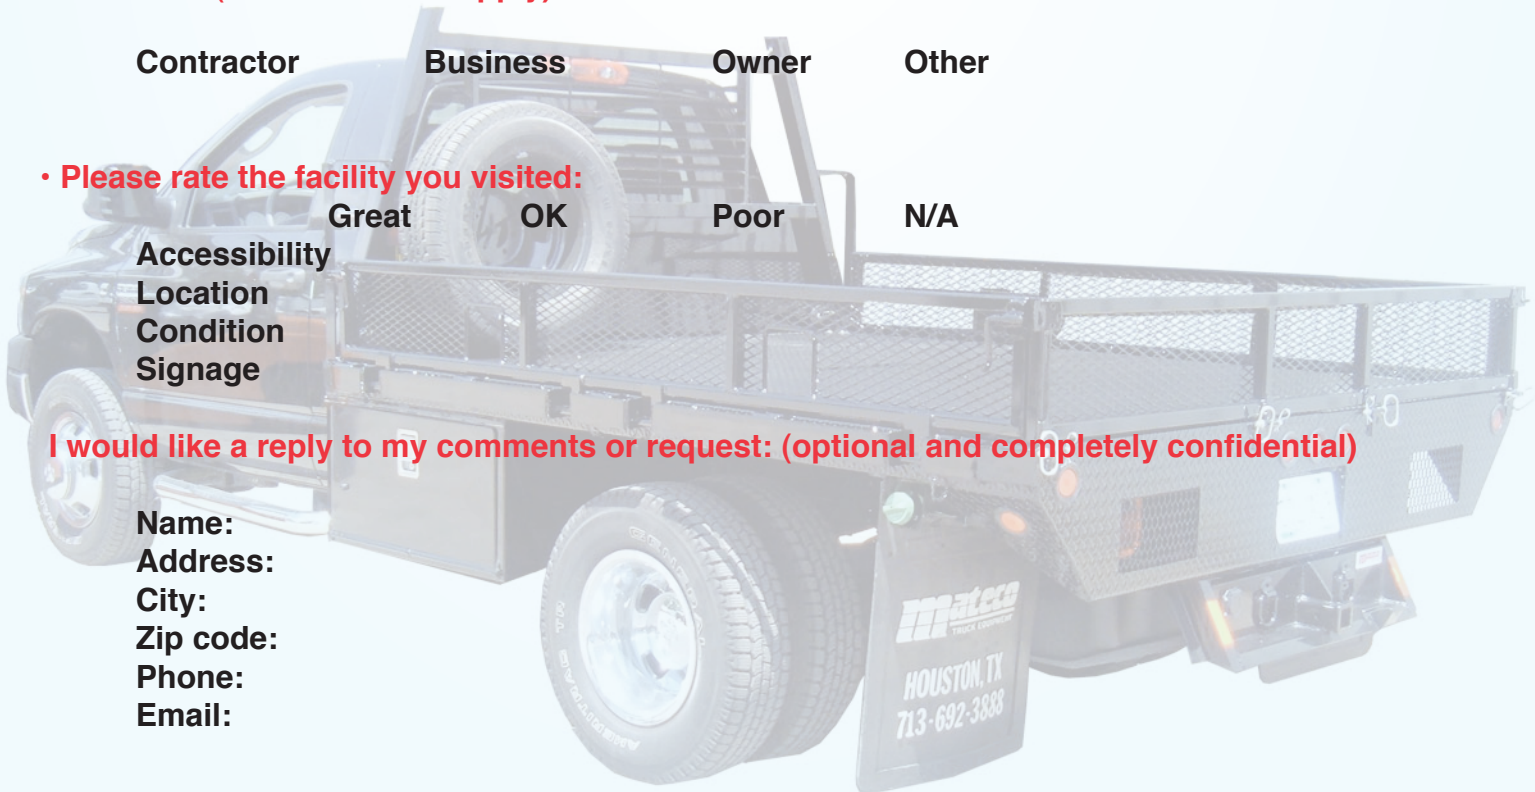 Contractor Business Owner Other
• Please rate the facility you visited:
Great OK Poor N/A
Accessibility
Location
Condition
Signage
I would like a reply to my comments or request: (optional and completely confidential)
Name:
Address:
City:
Zip code:
Phone:
Email:
mateco
TRUCK EQUIPMENT
HOUSTON, TX
713-692-3888